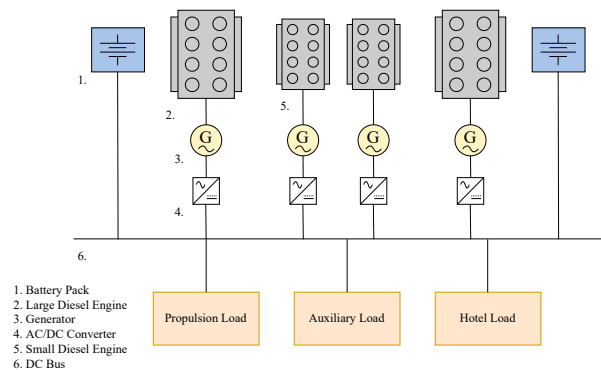 1.
2.
5.
G
G
G
G
3.
4.
6.
1. Battery Pack
2. Large Diesel Engine
3. Generator
4. AC/DC Converter
5. Small Diesel Engine
6. DC Bus
Propulsion Load
Auxiliary Load
Hotel Load